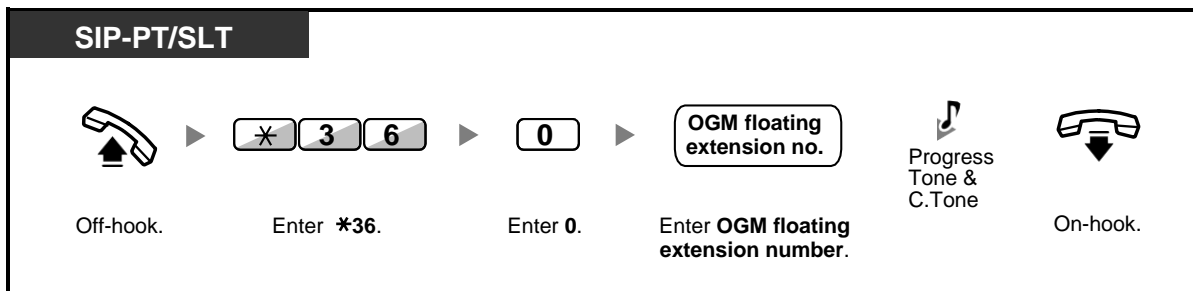 SIP-PT/SLT
* 3 6
0
OGM floating
extension no.
Progress
Tone &
C.Tone
Off-hook.
Enter *36.
Enter 0.
Enter OGM floating
extension number.
On-hook.